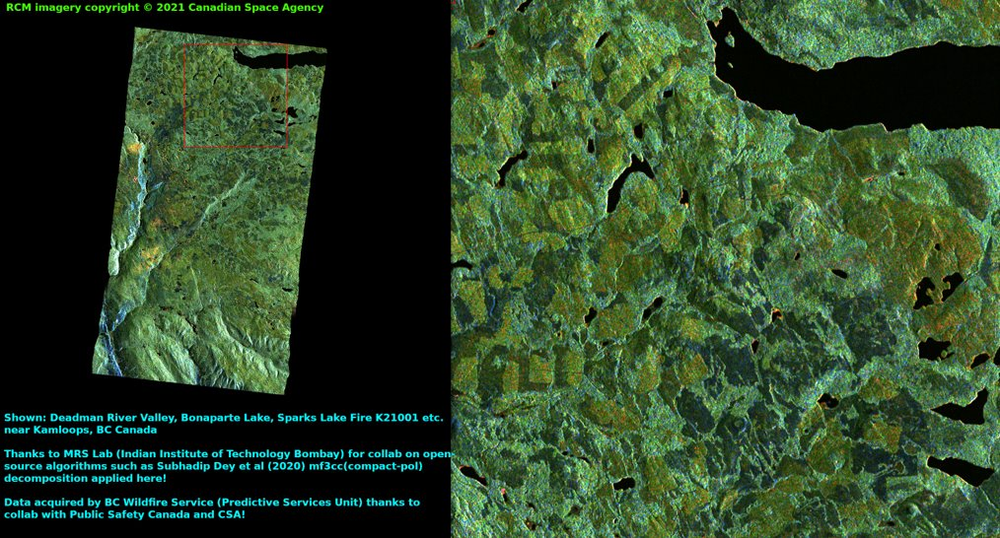 RCM imagery copyright © 2021 Canadian Space Agency
Shown: Deadman River Valley, Bonaparte Lake, Sparks Lake Fire K21001 etc.
near Kamloops, BC Canada
Thanks to MRS Lab (Indian Institute of Technology Bombay) for collab on open
source algorithms such as Subhadip Dey et al (2020) mf3cc(compact-pol)
decomposition applied here!
Data acquired by BC Wildfire Service (Predictive Services Unit) thanks to
collab with Public Safety Canada and CSA!